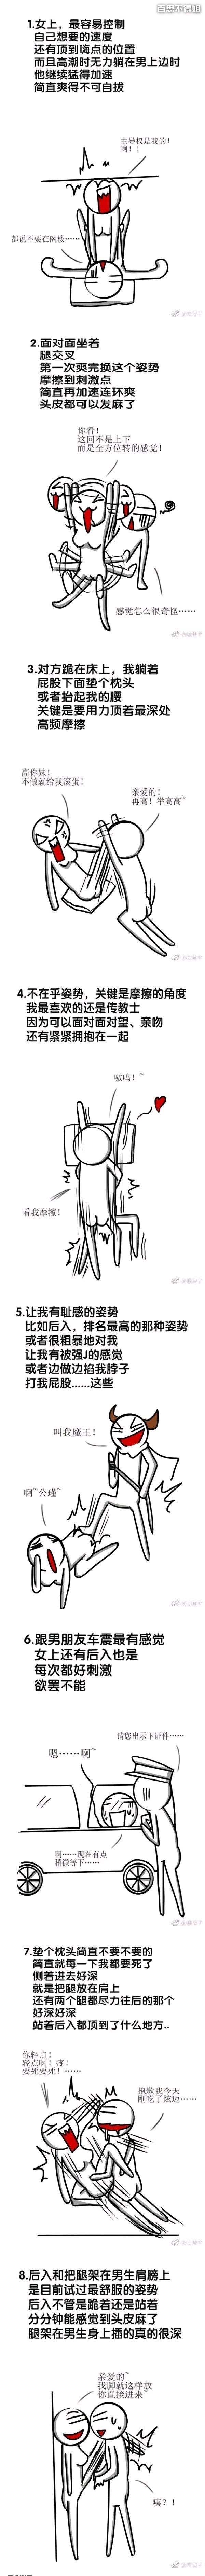 百思不得姐
1.女上，最容易控制
自己想要的速度
还有顶到嗨点的位置
而且高潮时无力躺在男上边时
他继续猛得加速
简直爽得不可自拔
主导权是我的！
啊！！
都说不要在阁楼……
2.面对面坐着
腿交叉
第一次爽完换这个姿势
摩擦到刺激点
简直再加速连环爽
头皮都可以发麻了
你看！
这回不是上下
而是全方位转的感觉！
感觉怎么很奇怪……
3.对方跪在床上，我躺着
屁股下面垫个枕头
或者抬起我的腰
关键是要用力顶着最深处
高频摩擦
高你妹！
不做就给我滚蛋！
亲爱的！
再高！举高高~
4.不在乎姿势，关键是摩擦的角度
我最喜欢的还是传教士
因为可以面对面对望、亲吻
还有紧紧拥抱在一起
嗷呜！~
看我摩擦！
5.让我有耻感的姿势
比如后入，排名最高的那种姿势
或者很粗暴地对我
让我有被强J的感觉
或者边做边掐我脖子
打我屁股……这些
叫我魔王！
啊~公瑾~
6.跟男朋友车震最有感觉
女上还有后入也是
每次都好刺激
欲罢不能
请您出示下证件……
嗯……啊~
啊……现在有点
稍微等下……
7.垫个枕头简直不要不要的
简直就每一下我都要死了
侧着进去好深
就是把腿放在肩上
还有两个腿都尽力往后的那个
好深好深
站着后入都顶到了什么地方..
你轻点！
轻点啊！疼！
要死要死！……
抱歉我今天
刚吃了炫迈……
8.后入和把腿架在男生肩膀上
是目前试过最舒服的姿势
后入不管是跪着还是站着
分分钟能感觉到头皮麻了
腿架在男生身上插的真的很深
亲爱的~
我脚就这样放
你直接进来~
咦？！